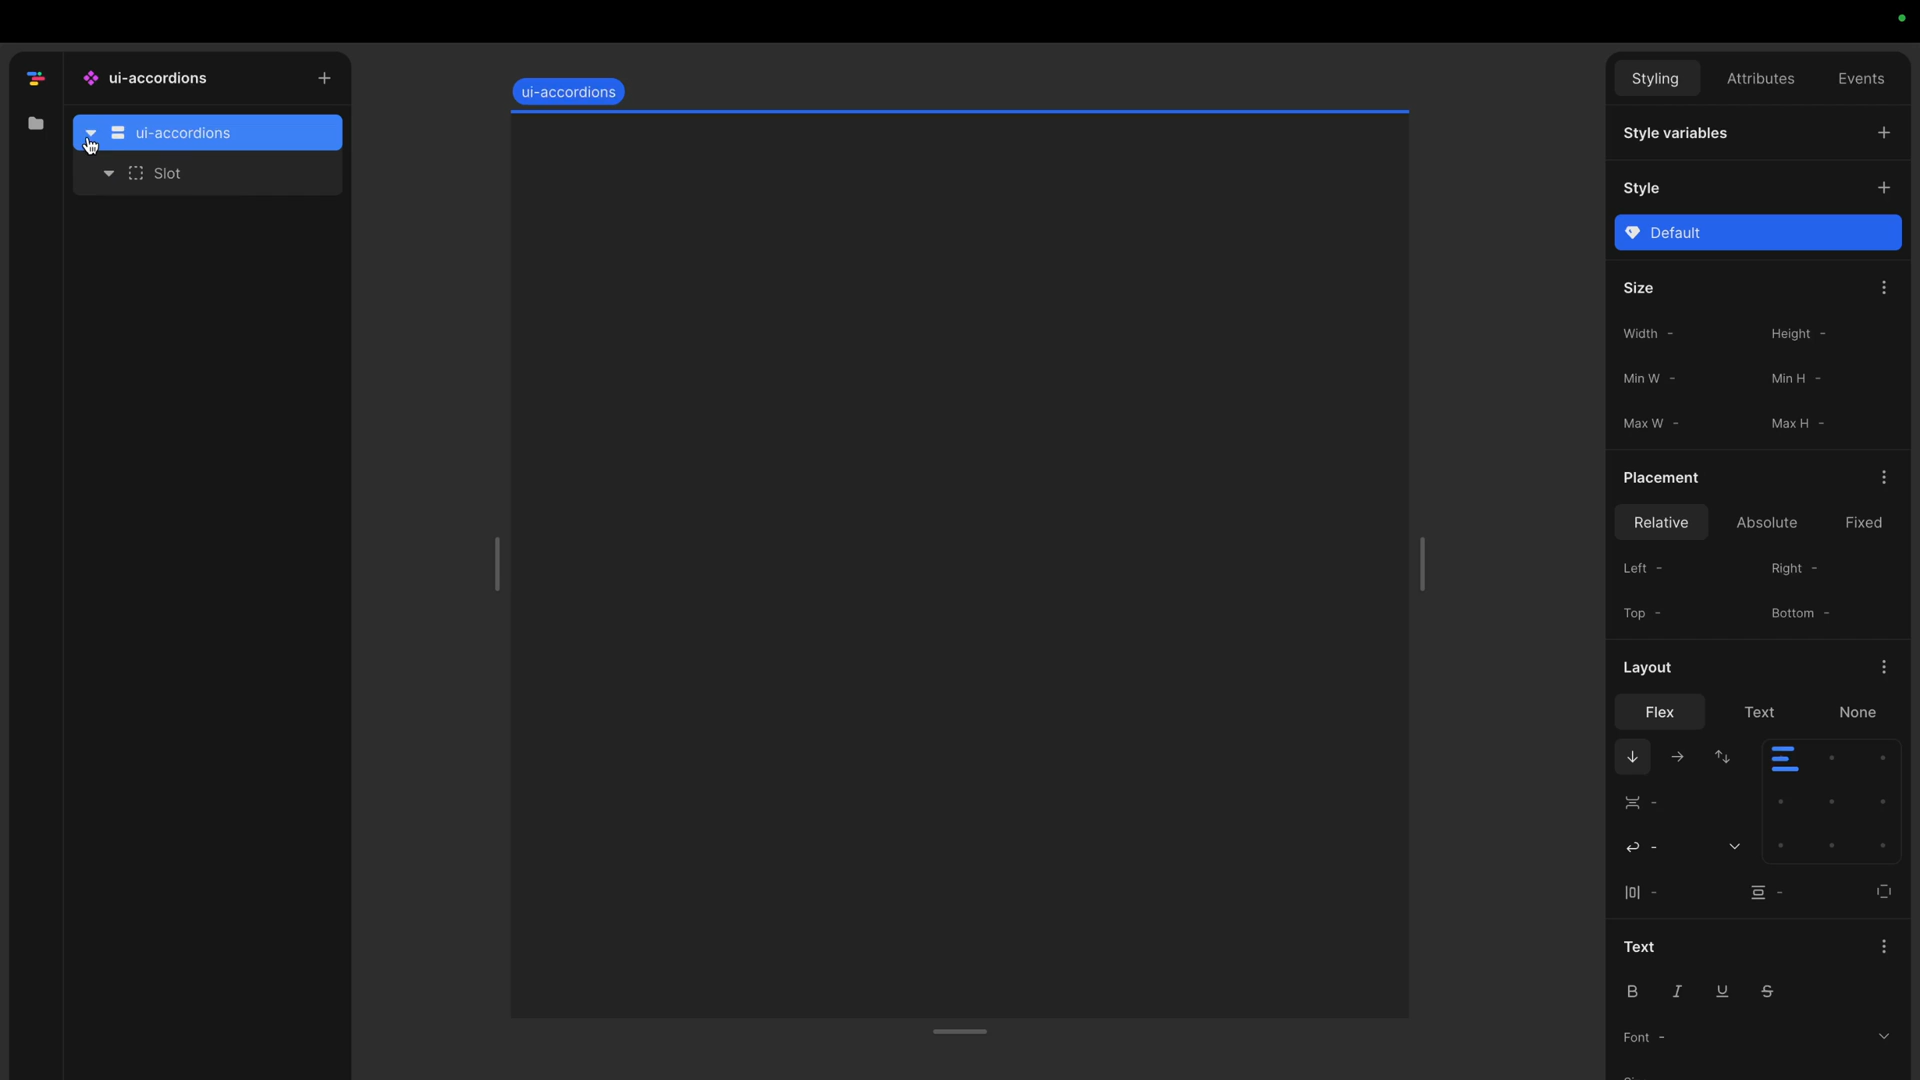 ui-accordions
ui-accordions
Slot
ui-accordions
Styling Attributes Events
Style variables
Style
Default
Size
Width - Height -
Min W - Min H -
Max W - Max H -
Placement
Relative Absolute Fixed
Left - Right -
Top - Bottom -
Layout
Flex Text None
-
-
- -
Text
B I U S
Font -